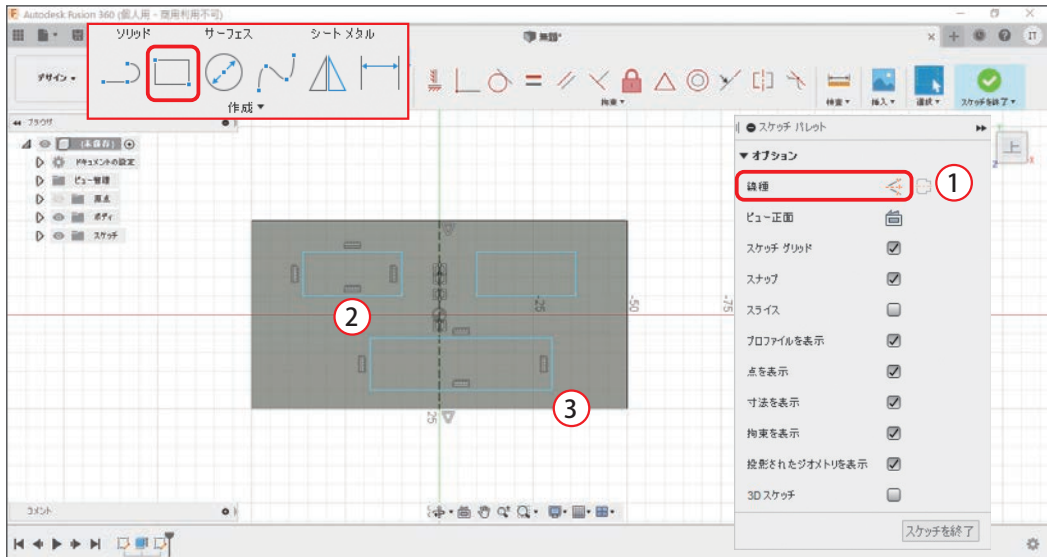 Autodesk Fusion 360 (個人用 - 商用利用不可)
無題*
IT
ソリッド サーフェス シート メタル
作成 ▼
デザイン ▼
拘束 ▼
検査 ▼
挿入 ▼
選択 ▼
スケッチを終了 ▼
ブラウザ
(未保存)
ドキュメントの設定
ビュー管理
原点
ボディ
スケッチ
上
スケッチ パレット
▼ オプション
線種
①
ビュー正面
スケッチ グリッド
スナップ
スライス
プロファイルを表示
点を表示
寸法を表示
拘束を表示
投影されたジオメトリを表示
3D スケッチ
スケッチを終了
②
③
-25
-50
-75
25
コメント